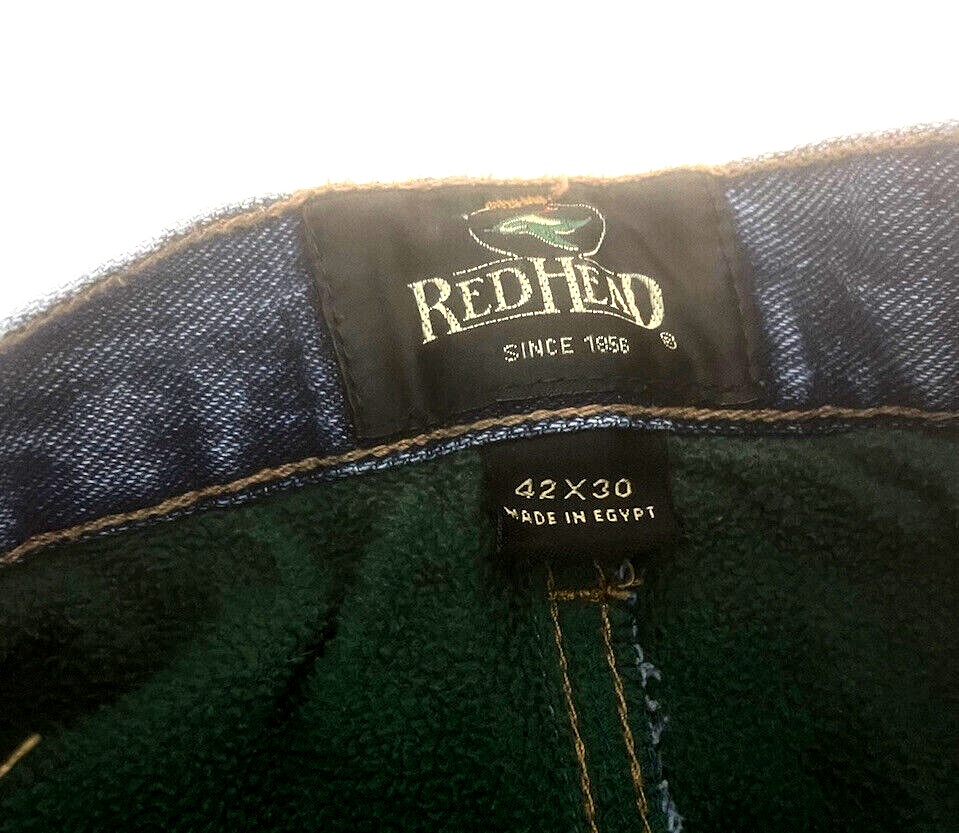 REDHEAD
SINCE 1856 ®
42X30
MADE IN EGYPT